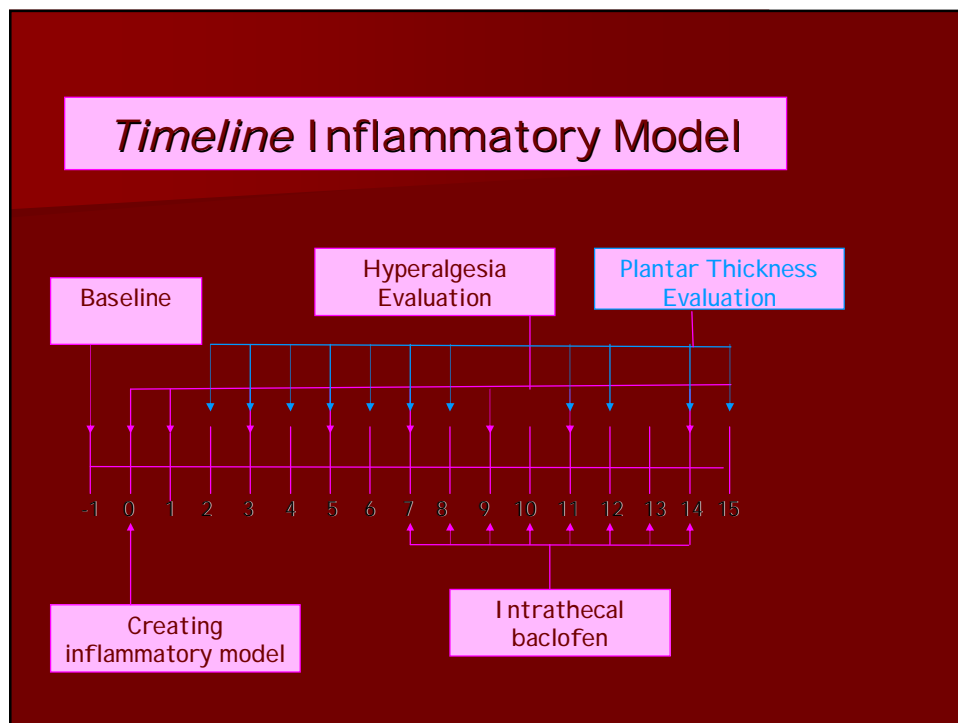 Timeline Inflammatory Model
Hyperalgesia
Evaluation
Plantar Thickness
Evaluation
Baseline
-1 0 1 2 3 4 5 6 7 8 9 10 11 12 13 14 15
Creating
inflammatory model
Intrathecal
baclofen